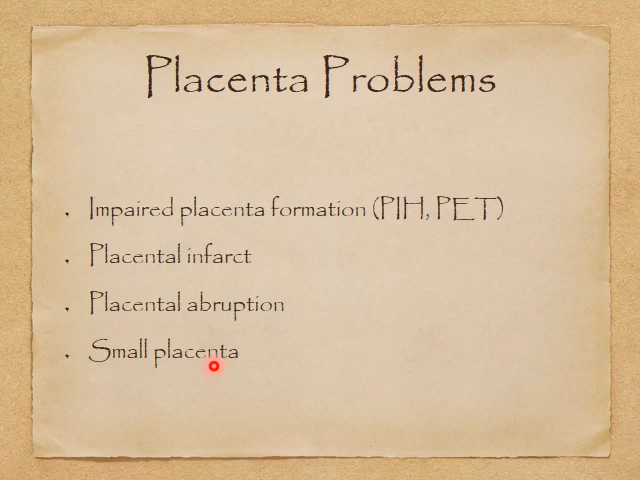 Placenta Problems
Impaired placenta formation (PIH, PET)
Placental infarct
Placental abruption
Small placenta